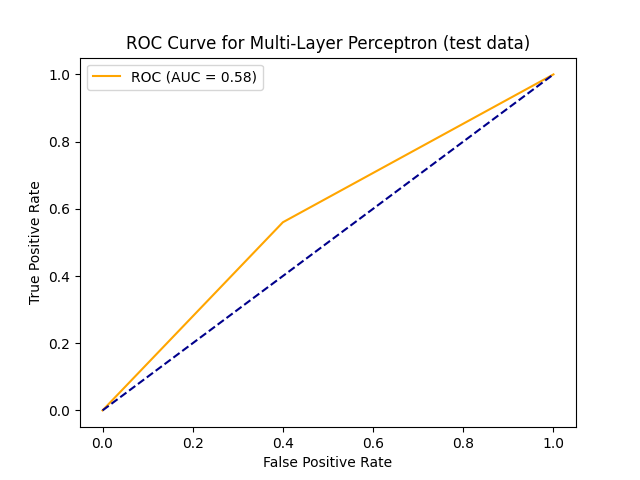 ROC Curve for Multi-Layer Perceptron (test data)
ROC (AUC = 0.58)
True Positive Rate
1.0
0.8
0.6
0.4
0.2
0.0
0.0 0.2 0.4 0.6 0.8 1.0
False Positive Rate